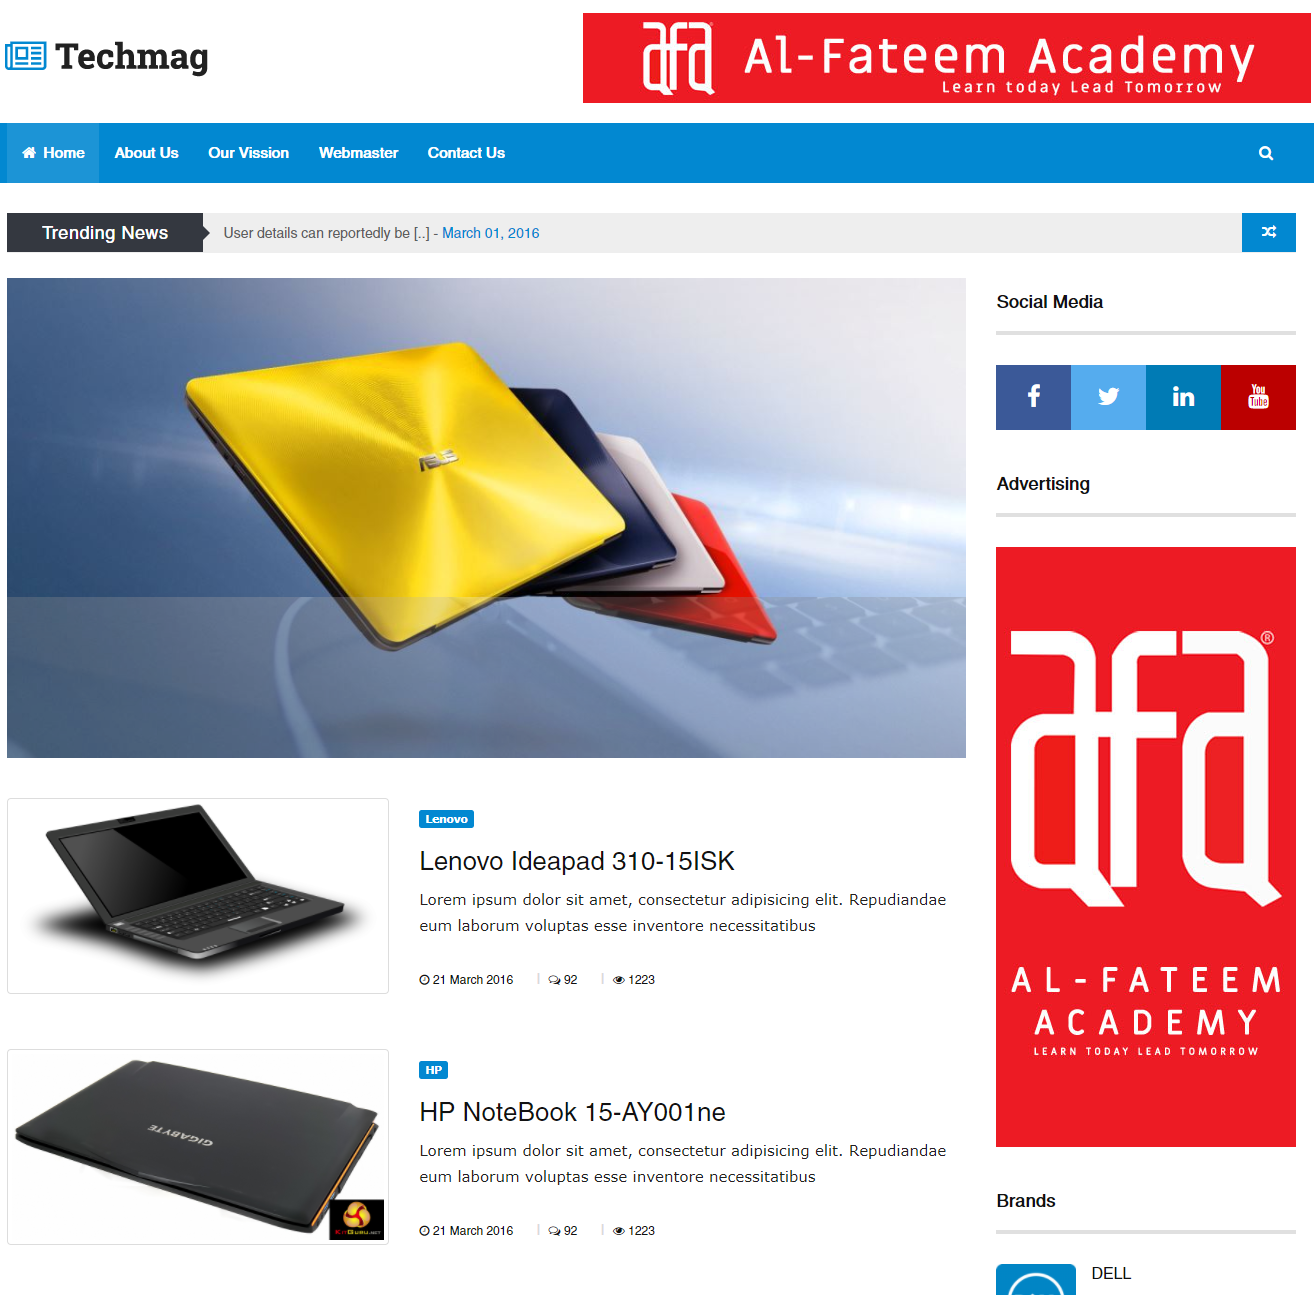 Techmag
afa
Al-Fateem Academy
Learn today Lead Tomorrow
Home
About Us
Our Vission
Webmaster
Contact Us
Trending News
User details can reportedly be [..] - March 01, 2016
ASUS
Social Media
You
Tube
Advertising
afa®
AL-FATEEM
ACADEMY
LEARN TODAY LEAD TOMORROW
Lenovo
Lenovo Ideapad 310-15ISK
Lorem ipsum dolor sit amet, consectetur adipisicing elit. Repudiandae
eum laborum voluptas esse inventore necessitatibus
21 March 2016 | 92 | 1223
GIGABYTE
KitGuru.net
HP
HP NoteBook 15-AY001ne
Lorem ipsum dolor sit amet, consectetur adipisicing elit. Repudiandae
eum laborum voluptas esse inventore necessitatibus
21 March 2016 | 92 | 1223
Brands
DELL